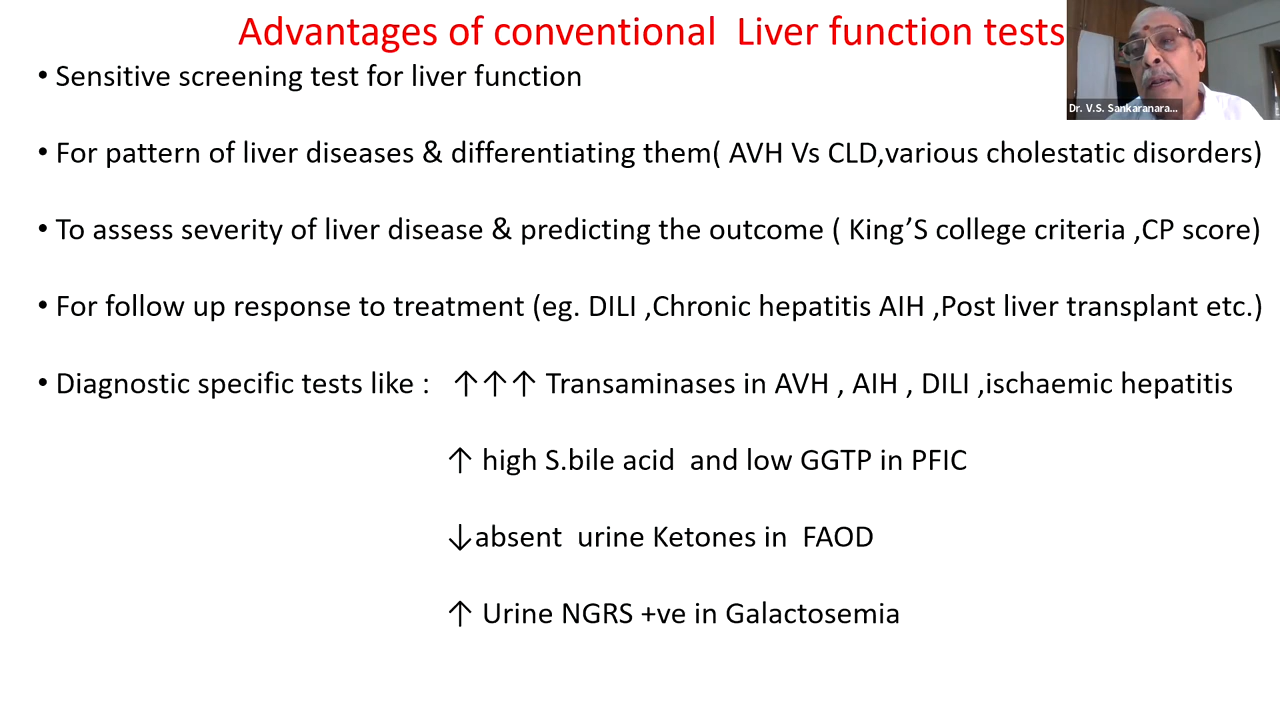 Advantages of conventional Liver function tests
Dr. V.S. Sankaranara...
• Sensitive screening test for liver function
• For pattern of liver diseases & differentiating them( AVH Vs CLD,various cholestatic disorders)
• To assess severity of liver disease & predicting the outcome ( King’S college criteria ,CP score)
• For follow up response to treatment (eg. DILI ,Chronic hepatitis AIH ,Post liver transplant etc.)
• Diagnostic specific tests like : ↑↑↑ Transaminases in AVH , AIH , DILI ,ischaemic hepatitis
↑ high S.bile acid and low GGTP in PFIC
↓absent urine Ketones in FAOD
↑ Urine NGRS +ve in Galactosemia